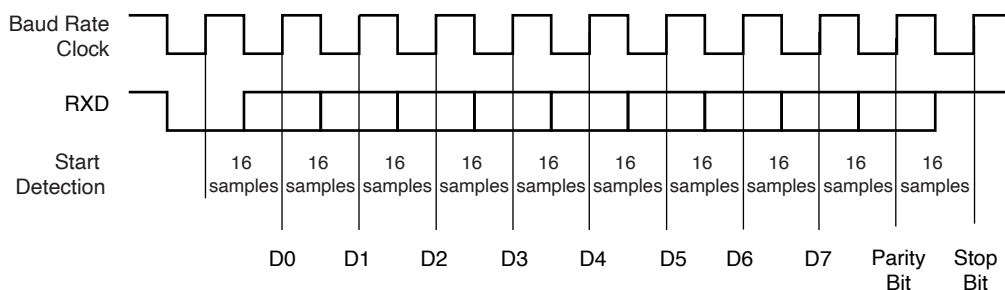 Baud Rate
Clock
RXD
Start
Detection
16 16 16 16 16 16 16 16 16 16
samples samples samples samples samples samples samples samples samples samples
D0 D1 D2 D3 D4 D5 D6 D7 Parity Stop
Bit Bit